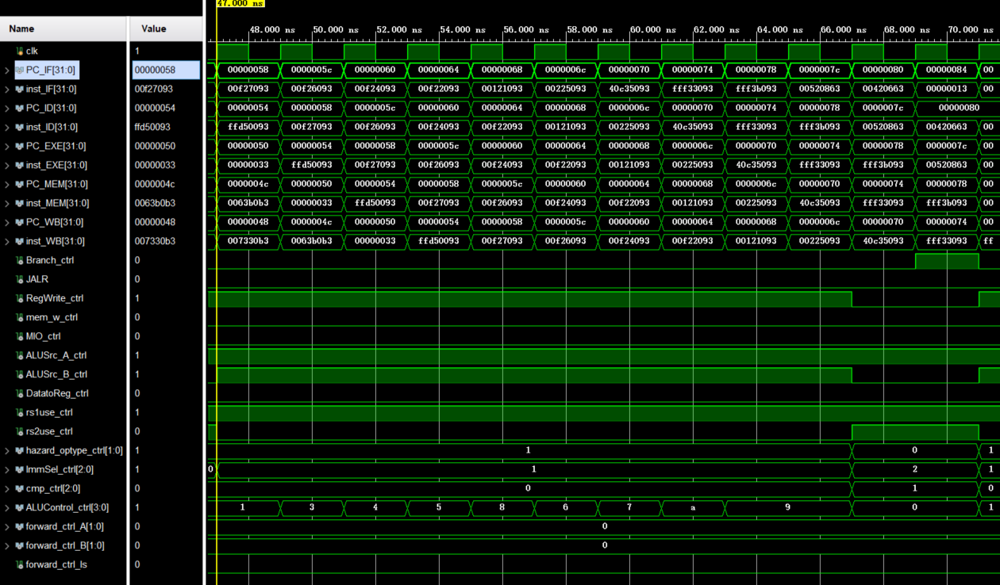 47.000 ns
Name Value
48.000 ns 50.000 ns 52.000 ns 54.000 ns 56.000 ns 58.000 ns 60.000 ns 62.000 ns 64.000 ns 66.000 ns 68.000 ns 70.000 ns
clk 1
PC_IF[31:0] 00000058 00000058 0000005c 00000060 00000064 00000068 0000006c 00000070 00000074 00000078 0000007c 00000080 00000084 00
inst_IF[31:0] 00f27093 00f27093 00f26093 00f24093 00f22093 00121093 00225093 40c35093 fff33093 fff3b093 00520863 00420663 00000013 00
PC_ID[31:0] 00000054 00000054 00000058 0000005c 00000060 00000064 00000068 0000006c 00000070 00000074 00000078 0000007c 00000080
inst_ID[31:0] ffd50093 ffd50093 00f27093 00f26093 00f24093 00f22093 00121093 00225093 40c35093 fff33093 fff3b093 00520863 00420663 00
PC_EXE[31:0] 00000050 00000050 00000054 00000058 0000005c 00000060 00000064 00000068 0000006c 00000070 00000074 00000078 0000007c 00
inst_EXE[31:0] 00000033 00000033 ffd50093 00f27093 00f26093 00f24093 00f22093 00121093 00225093 40c35093 fff33093 fff3b093 00520863 00
PC_MEM[31:0] 0000004c 0000004c 00000050 00000054 00000058 0000005c 00000060 00000064 00000068 0000006c 00000070 00000074 00000078 00
inst_MEM[31:0] 0063b0b3 0063b0b3 00000033 ffd50093 00f27093 00f26093 00f24093 00f22093 00121093 00225093 40c35093 fff33093 fff3b093 00
PC_WB[31:0] 00000048 00000048 0000004c 00000050 00000054 00000058 0000005c 00000060 00000064 00000068 0000006c 00000070 00000074 00
inst_WB[31:0] 007330b3 007330b3 0063b0b3 00000033 ffd50093 00f27093 00f26093 00f24093 00f22093 00121093 00225093 40c35093 fff33093 ff
Branch_ctrl 0
JALR 0
RegWrite_ctrl 1
mem_w_ctrl 0
MIO_ctrl 0
ALUSrc_A_ctrl 1
ALUSrc_B_ctrl 1
DatatoReg_ctrl 0
rs1use_ctrl 1
rs2use_ctrl 0
hazard_optype_ctrl[1:0] 1 1 0 1
ImmSel_ctrl[2:0] 1 0 1 2 1
cmp_ctrl[2:0] 0 0 1 0
ALUControl_ctrl[3:0] 1 1 3 4 5 8 6 7 a 9 0 1
forward_ctrl_A[1:0] 0 0
forward_ctrl_B[1:0] 0 0
forward_ctrl_ls 0